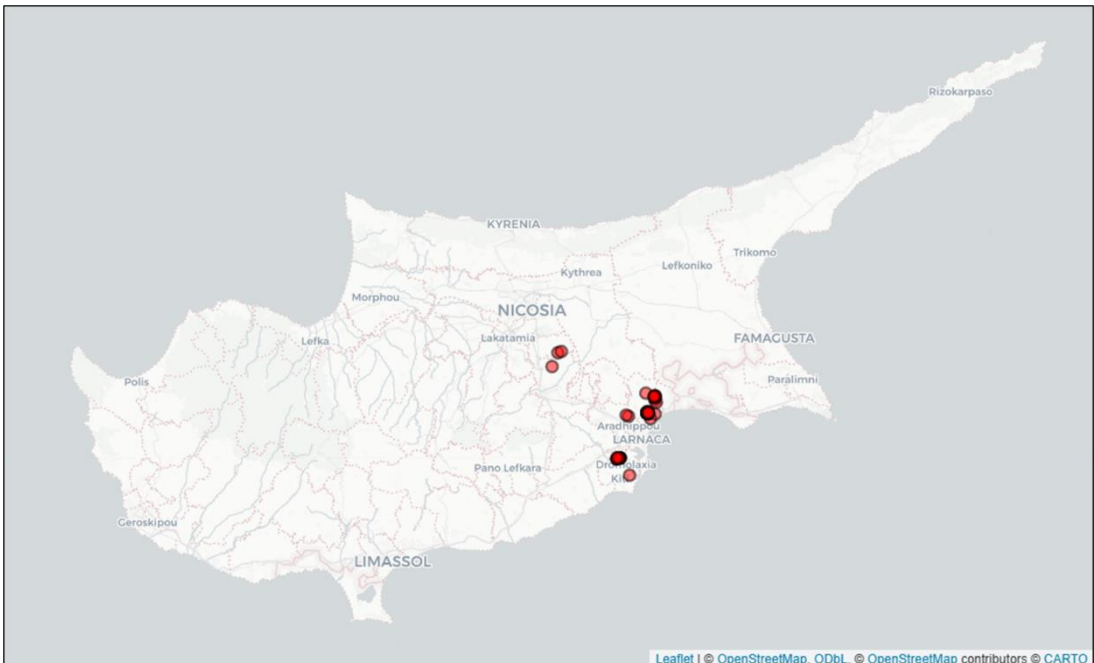 Rizokarpaso
KYRENIA
Trikomo
Kythrea
Lefkoniko
Morphou
NICOSIA
Lefka
Lakatamia
FAMAGUSTA
Polis
Paralimni
Aradhippou
LARNACA
Pano Lefkara
Dromolaxia
Geroskipou
LIMASSOL
Leaflet | © OpenStreetMap, ODbL, © OpenStreetMap contributors © CARTO